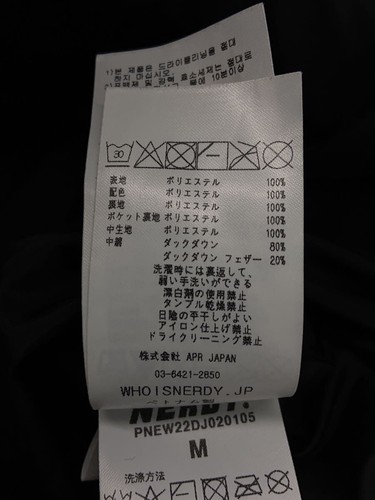 30
表地 ポリエステル 100%
配色 ポリエステル 100%
裏地 ポリエステル 100%
ポケット裏地 ポリエステル 100%
中生地 ポリエステル 100%
中綿 ダックダウン 80%
ダックダウン フェザー 20%
洗濯時には裏返して、
弱い手洗いができる
漂白剤の使用禁止
タンブル乾燥禁止
日陰の平干しがよい
アイロン仕上げ禁止
ドライクリーニング禁止
株式会社 APR JAPAN
03-6421-2850
WHOISNERDY.JP
NERDY.
PNEW22DJ020105
M
洗涤方法